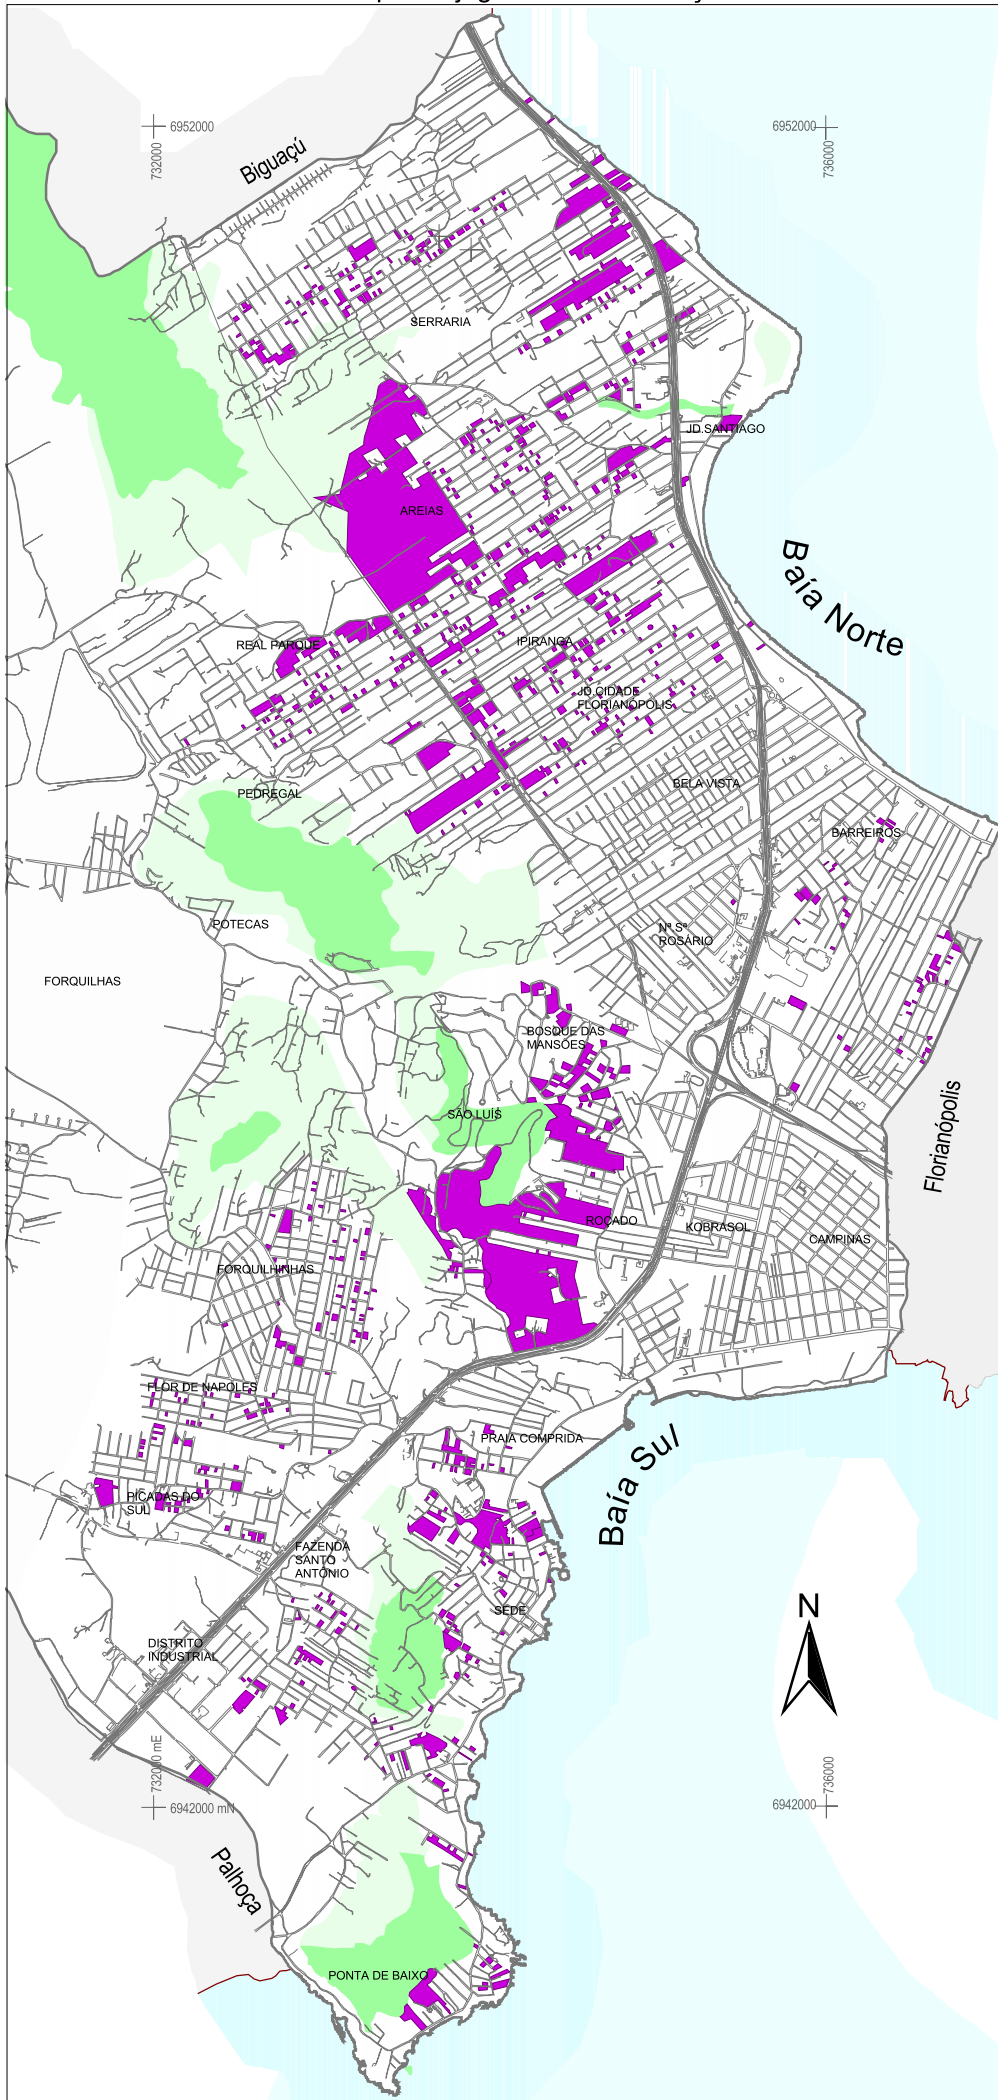 6952000
732000
6952000
736000
Biguaçú
SERRARIA
JD.SANTIAGO
AREIAS
Baía Norte
REAL PARQUE
IPIRANGA
JD.CIDADE
FLORIANÓPOLIS
PEDREGAL
BELA VISTA
BARREIROS
POTECAS
Nª Sª
ROSÁRIO
FORQUILHAS
BOSQUE DAS
MANSÕES
SÃO LUÍS
Florianópolis
ROÇADO
KOBRASOL
CAMPINAS
FORQUILHINHAS
FLOR DE NAPOLES
PRAIA COMPRIDA
Baía Sul
PICADAS DO
SUL
FAZENDA
SANTO
ANTÔNIO
SEDE
N
DISTRITO
INDUSTRIAL
732000 mE
6942000 mN
736000
6942000
Palhoça
PONTA DE BAIXO